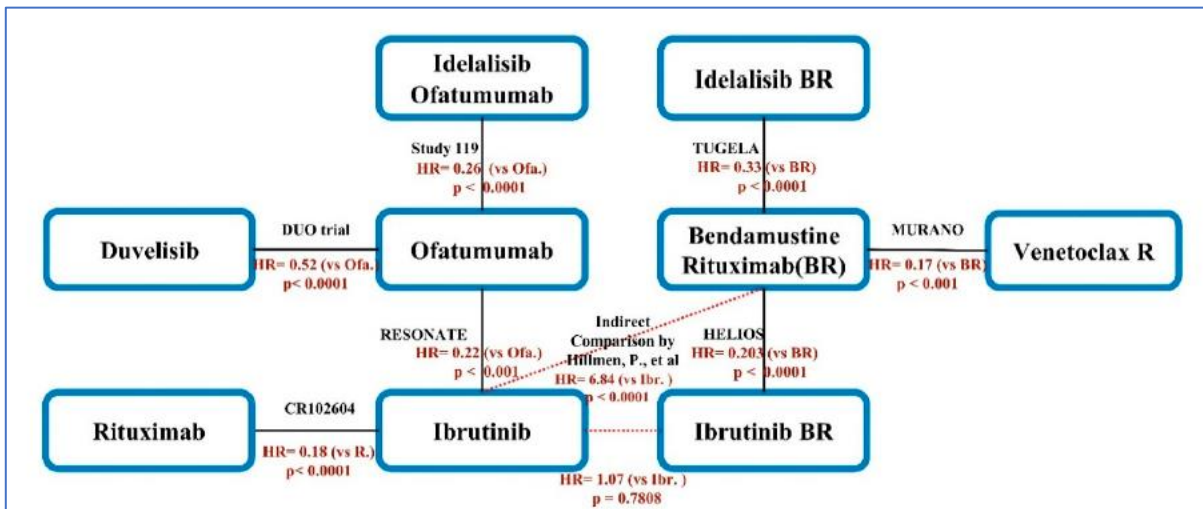 Idelalisib
Ofatumumab
Idelalisib BR
Study 119
HR= 0.26 (vs Ofa.)
p < 0.0001
TUGELA
HR= 0.33 (vs BR)
p < 0.0001
Duvelisib
DUO trial
HR= 0.52 (vs Ofa.)
p< 0.0001
Ofatumumab
Bendamustine
Rituximab(BR)
MURANO
HR= 0.17 (vs BR)
p < 0.001
Venetoclax R
RESONATE
HR= 0.22 (vs Ofa.)
p < 0.001
Indirect
Comparison by
Hillmen, P., et al
HR= 6.84 (vs Ibr. )
p < 0.0001
HELIOS
HR= 0.203 (vs BR)
p < 0.0001
Rituximab
CR102604
HR= 0.18 (vs R.)
p< 0.0001
Ibrutinib
Ibrutinib BR
HR= 1.07 (vs Ibr. )
p = 0.7808